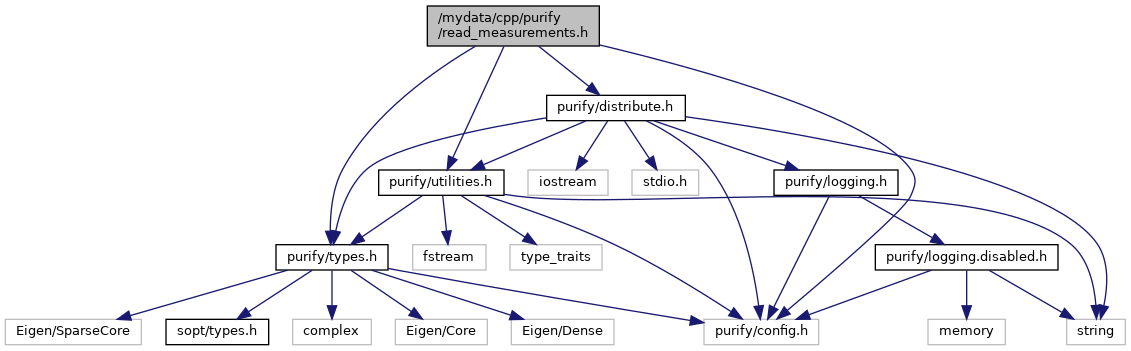 /mydata/cpp/purify
/read_measurements.h
purify/distribute.h
purify/utilities.h
iostream
stdio.h
purify/logging.h
purify/types.h
fstream
type_traits
purify/logging.disabled.h
Eigen/SparseCore
sopt/types.h
complex
Eigen/Core
Eigen/Dense
purify/config.h
memory
string